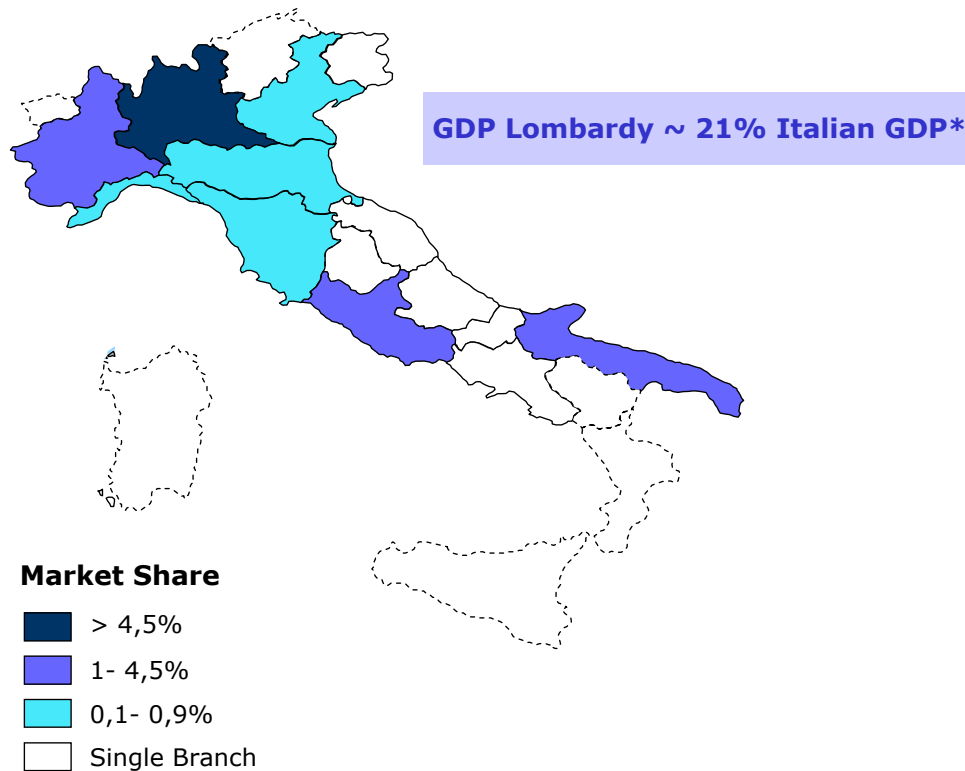 GDP Lombardy ~ 21% Italian GDP*
Market Share
> 4,5%
1- 4,5%
0,1- 0,9%
Single Branch